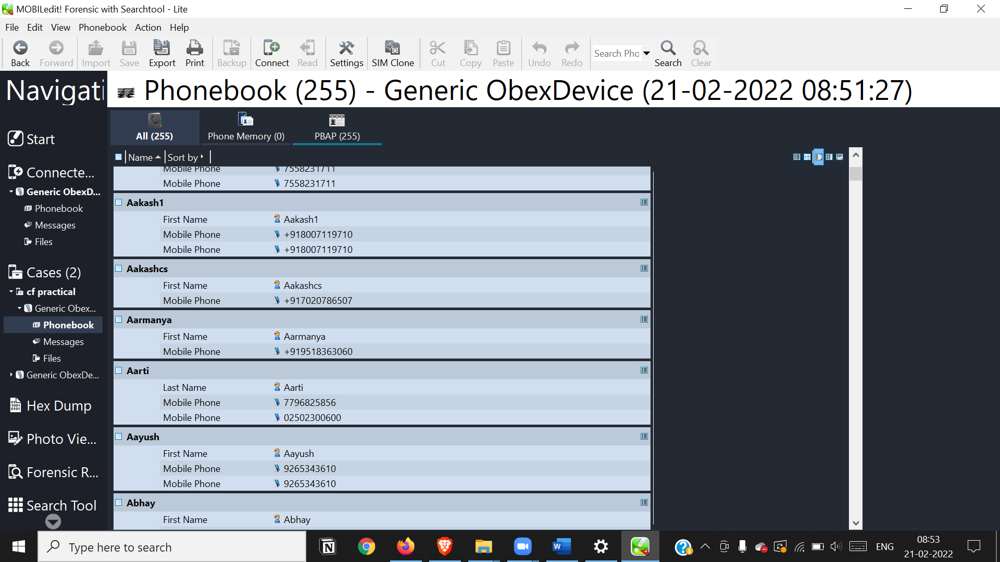 MOBILedit! Forensic with Searchtool - Lite
File Edit View Phonebook Action Help
Back Forward Import Save Export Print Backup Connect Read Settings SIM Clone Cut Copy Paste Undo Redo Search Pho Search Clear
Navigati
Phonebook (255) - Generic ObexDevice (21-02-2022 08:51:27)
All (255) Phone Memory (0) PBAP (255)
Name Sort by
Start
Connecte...
Generic ObexD...
Phonebook
Messages
Files
Cases (2)
cf practical
Generic Obex...
Phonebook
Messages
Files
Generic ObexDe...
Hex Dump
Photo Vie...
Forensic R...
Search Tool
Mobile Phone 7558231711
Mobile Phone 7558231711
Aakash1
First Name Aakash1
Mobile Phone +918007119710
Mobile Phone +918007119710
Aakashcs
First Name Aakashcs
Mobile Phone +917020786507
Aarmanya
First Name Aarmanya
Mobile Phone +919518363060
Aarti
Last Name Aarti
Mobile Phone 7796825856
Mobile Phone 02502300600
Aayush
First Name Aayush
Mobile Phone 9265343610
Mobile Phone 9265343610
Abhay
First Name Abhay
Type here to search
ENG
08:53
21-02-2022